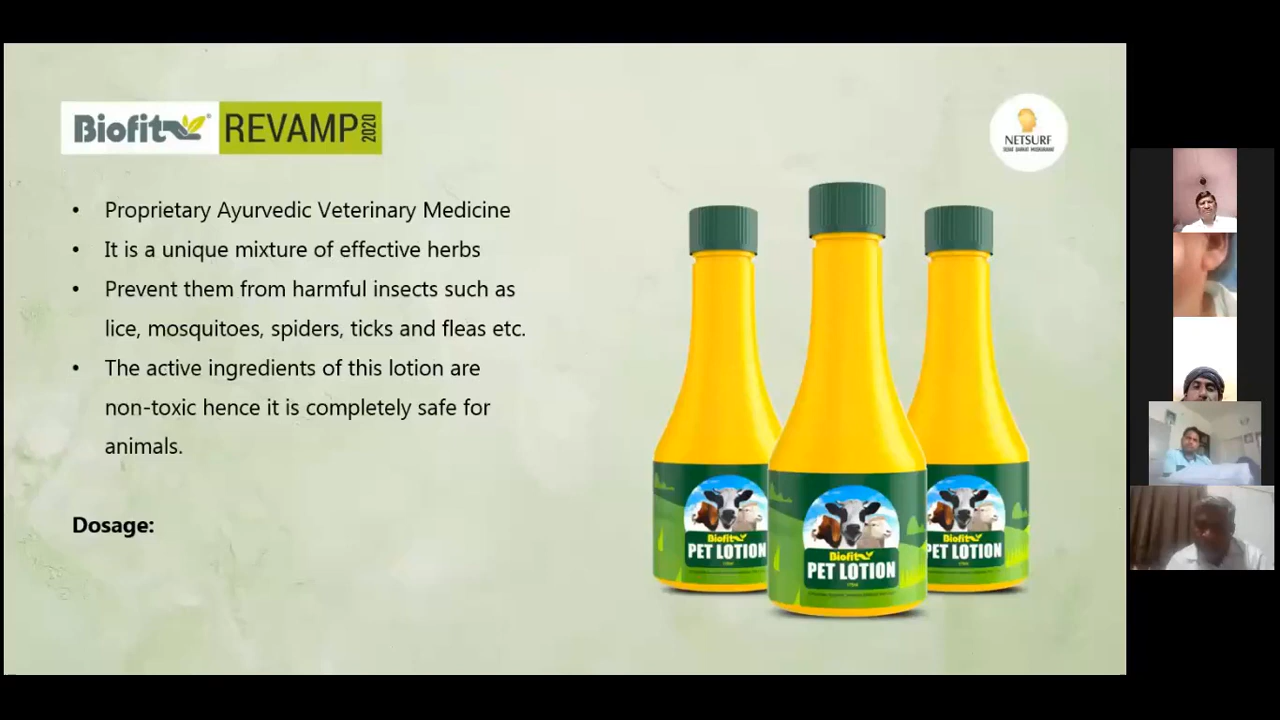 Biofit REVAMP 2020
NETSURF
• Proprietary Ayurvedic Veterinary Medicine
• It is a unique mixture of effective herbs
• Prevent them from harmful insects such as
lice, mosquitoes, spiders, ticks and fleas etc.
• The active ingredients of this lotion are
non-toxic hence it is completely safe for
animals.
Dosage:
Biofit
PET LOTION
Biofit
PET LOTION
Biofit
PET LOTION